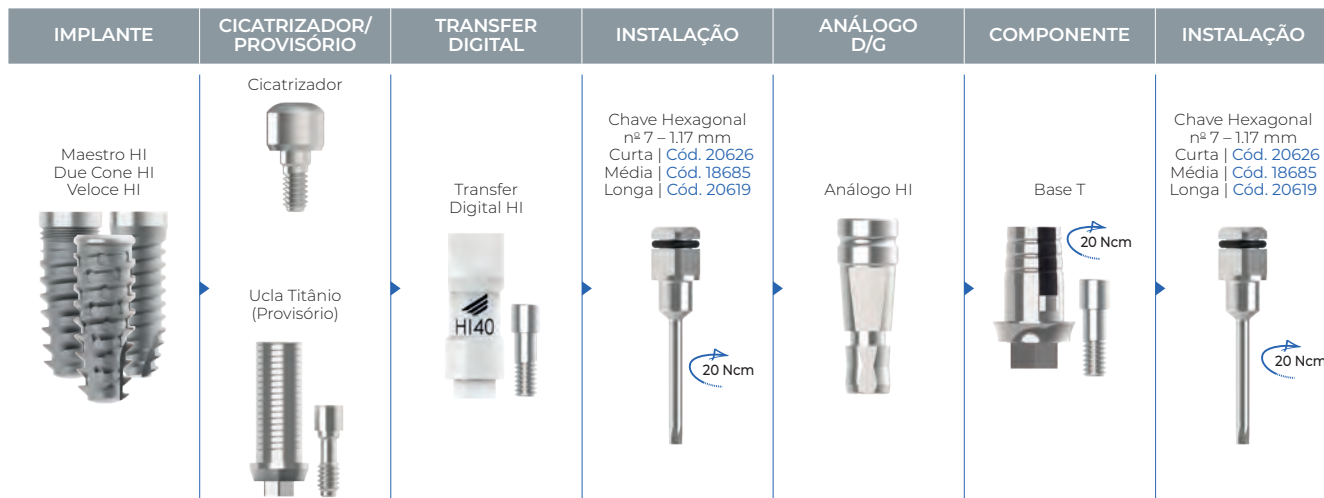 IMPLANTE
CICATRIZADOR/
PROVISÓRIO
TRANSFER
DIGITAL
INSTALAÇÃO
ANÁLOGO
D/G
COMPONENTE
INSTALAÇÃO
Maestro HI
Due Cone HI
Veloce HI
Cicatrizador
Ucla Titânio
(Provisório)
Transfer
Digital HI
HI40
Chave Hexagonal
nº 7 – 1.17 mm
Curta | Cód. 20626
Média | Cód. 18685
Longa | Cód. 20619
20 Ncm
Análogo HI
Base T
20 Ncm
Chave Hexagonal
nº 7 – 1.17 mm
Curta | Cód. 20626
Média | Cód. 18685
Longa | Cód. 20619
20 Ncm